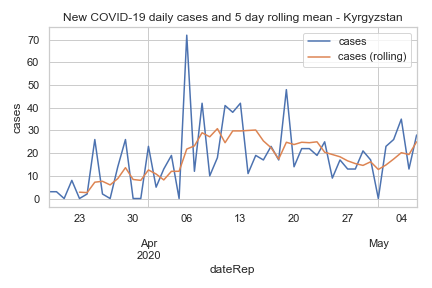 New COVID-19 daily cases and 5 day rolling mean - Kyrgyzstan
cases
cases (rolling)
cases
70
60
50
40
30
20
10
0
23 30 06 13 20 27 04
Apr May
2020
dateRep